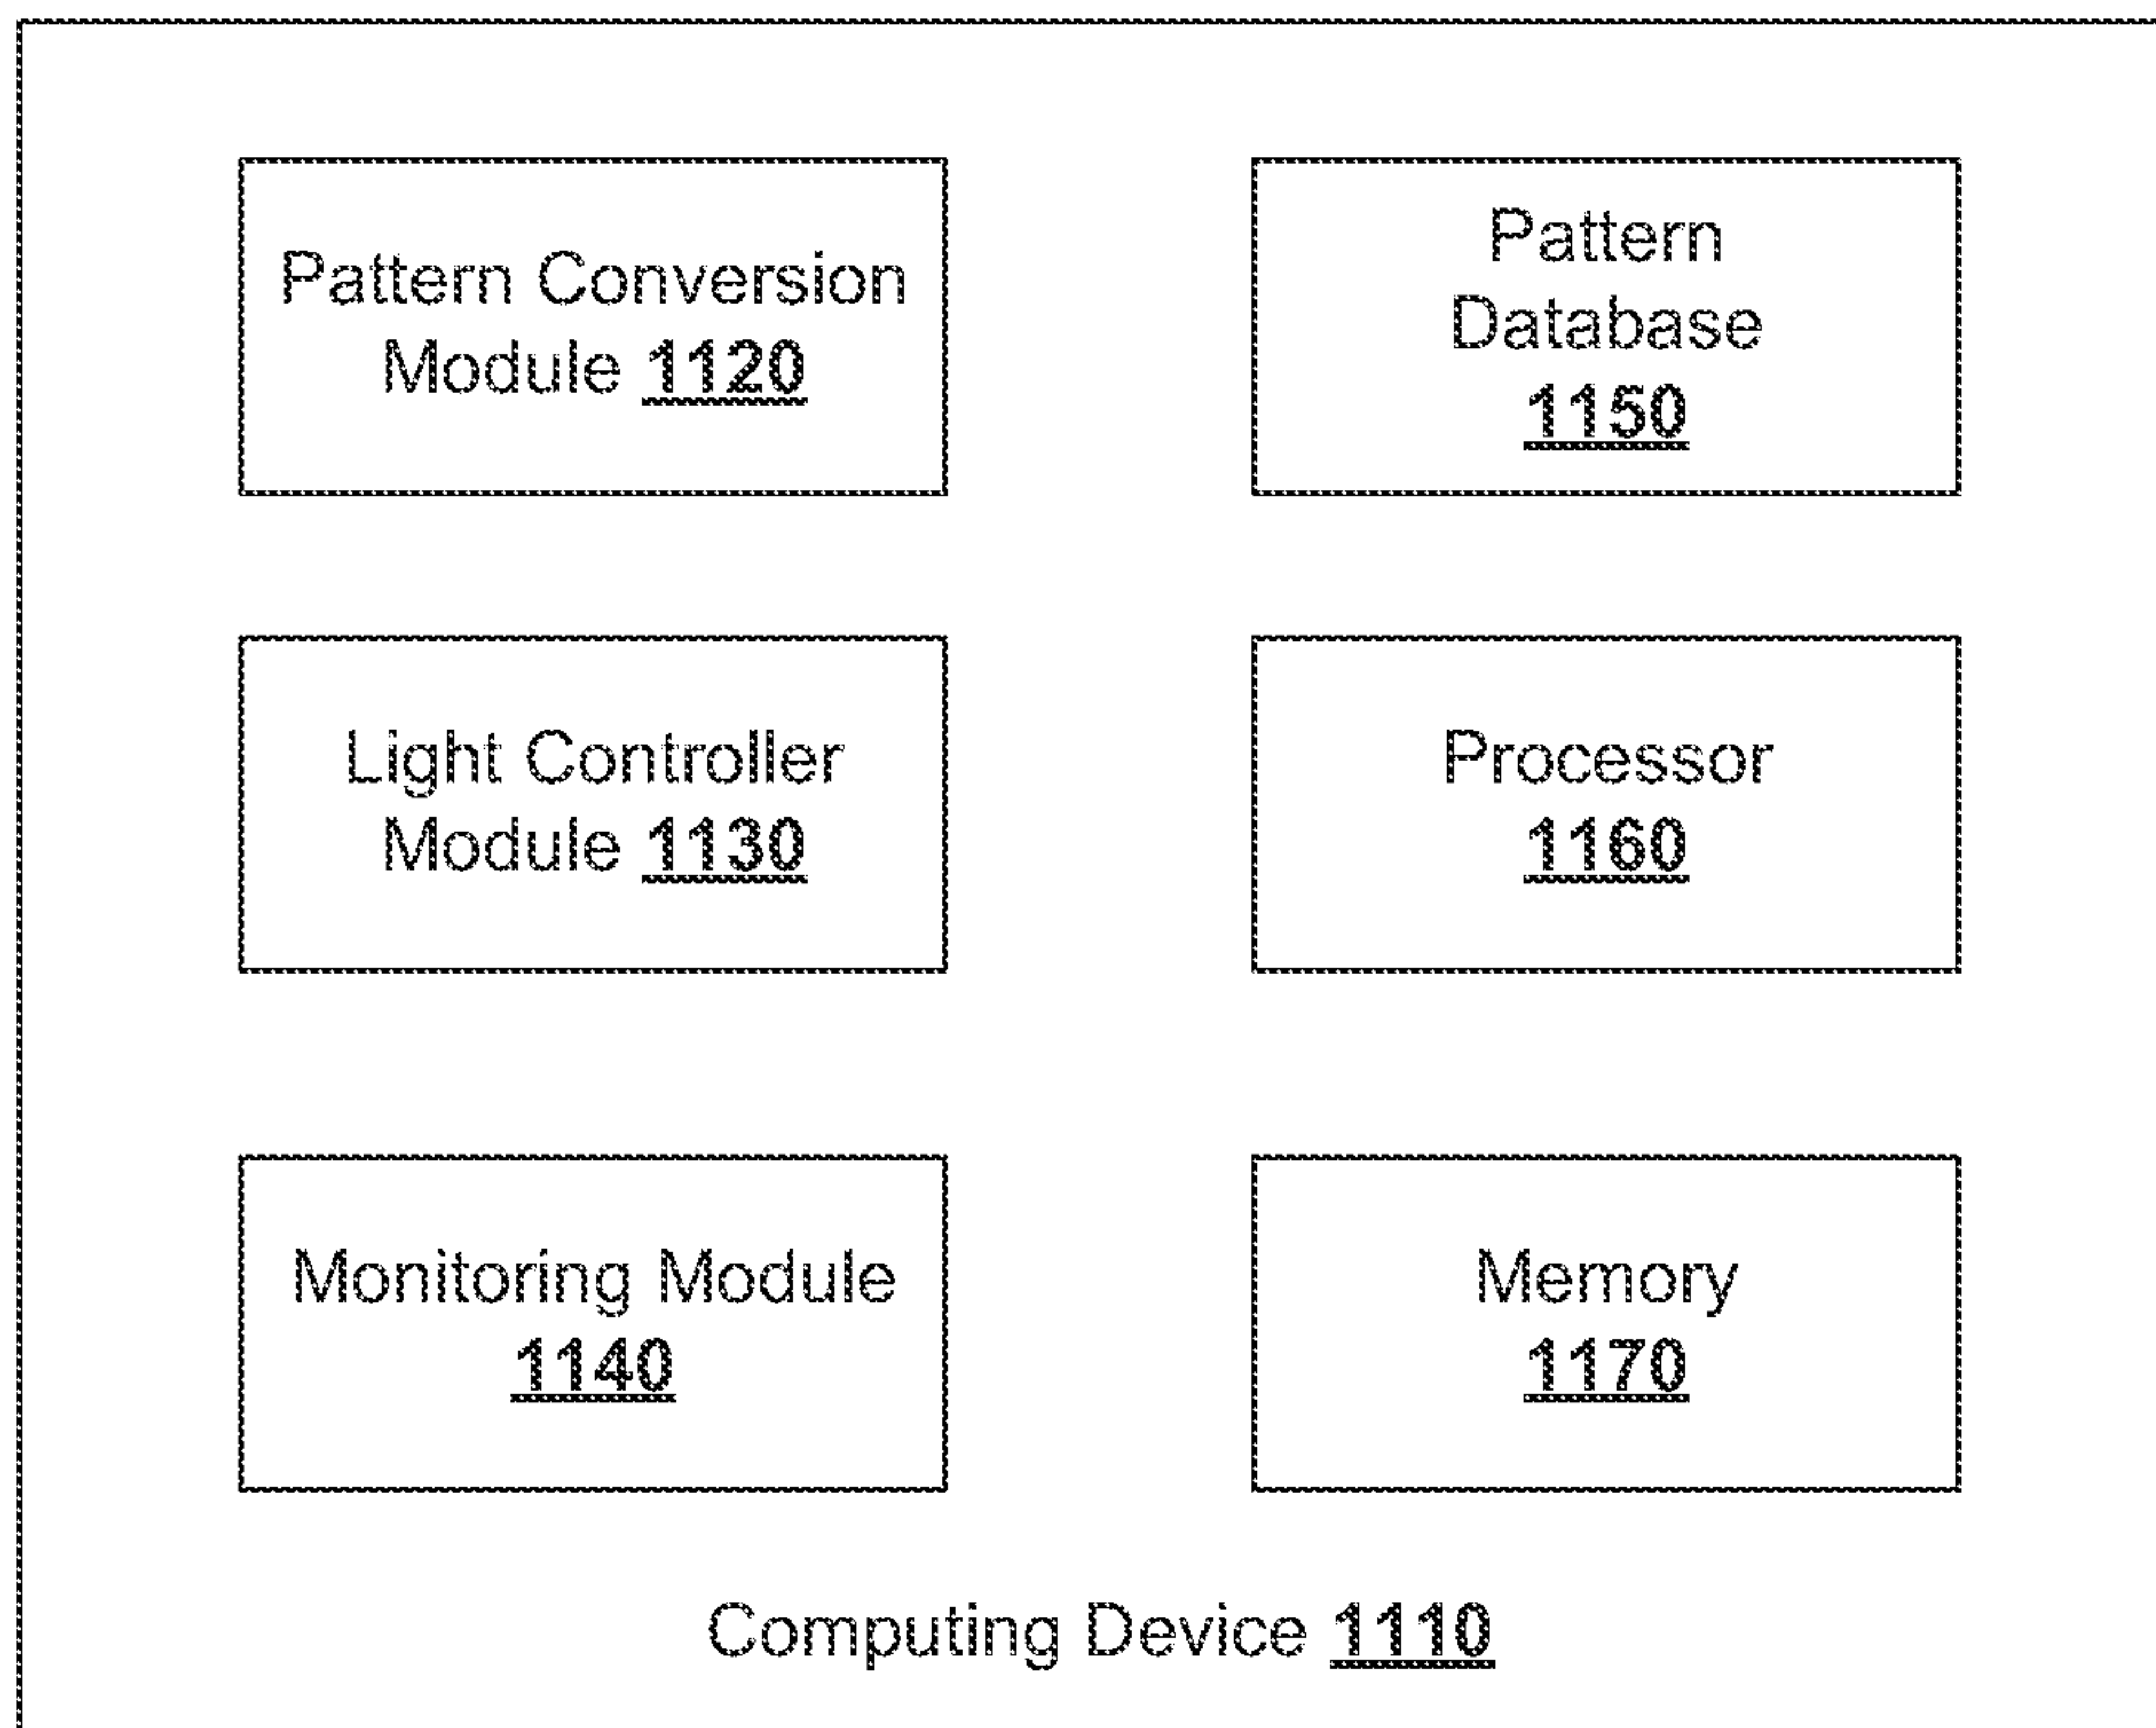 Pattern Conversion
Module 1120
Pattern
Database
1150
Light Controller
Module 1130
Processor
1160
Monitoring Module
1140
Memory
1170
Computing Device 1110